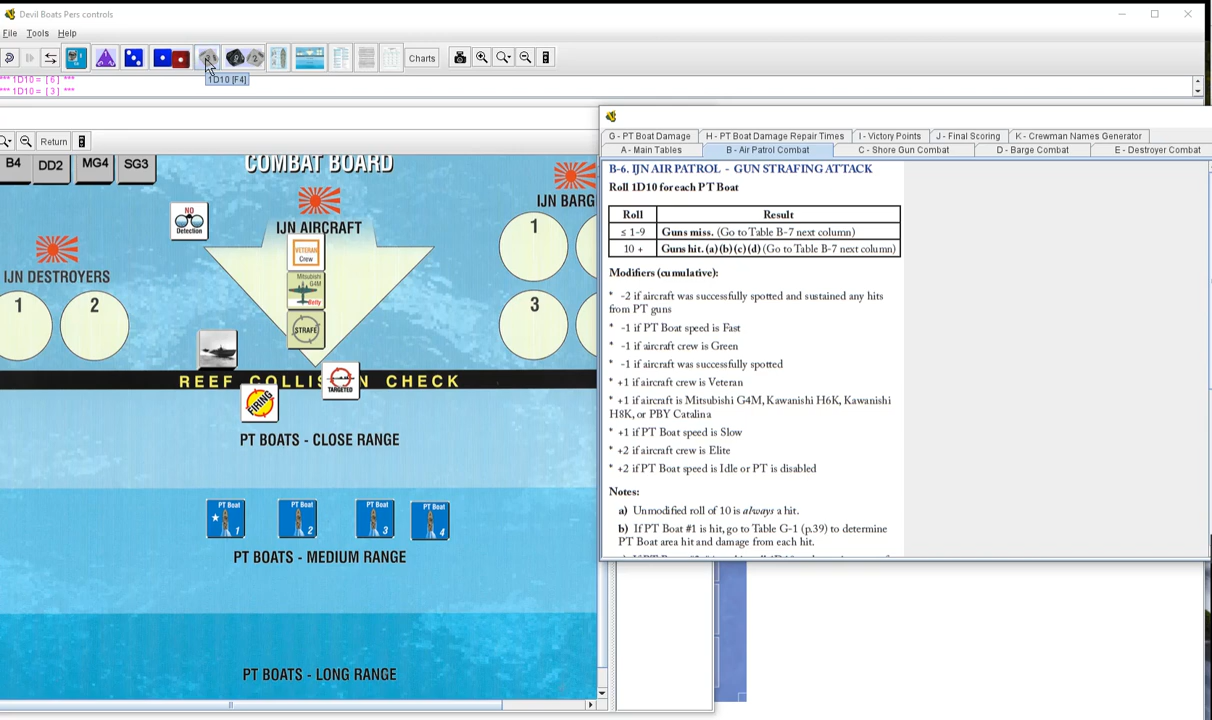 Devil Boats Pers controls
File Tools Help
Charts
1D10 [F4]
*** 1D10 = [ 6 ] ***
*** 1D10 = [ 3 ] ***
Return
B4 DD2 MG4 SG3
COMBAT BOARD
NO
Detection
IJN AIRCRAFT
IJN BARG
IJN DESTROYERS
1 2
1
3
VETERAN
Crew
Mitsubishi
G4M
Betty
STRAFE
REEF COLLIS N CHECK
TARGETED
FIRING
PT BOATS - CLOSE RANGE
PT Boat 1 PT Boat 2 PT Boat 3 PT Boat 4
PT BOATS - MEDIUM RANGE
PT BOATS - LONG RANGE
G - PT Boat Damage H - PT Boat Damage Repair Times I - Victory Points J - Final Scoring K - Crewman Names Generator
A - Main Tables B - Air Patrol Combat C - Shore Gun Combat D - Barge Combat E - Destroyer Combat
B-6. IJN AIR PATROL - GUN STRAFING ATTACK
Roll 1D10 for each PT Boat
Roll Result
≤ 1-9 Guns miss. (Go to Table B-7 next column)
10 + Guns hit. (a)(b)(c)(d) (Go to Table B-7 next column)
Modifiers (cumulative):
* -2 if aircraft was successfully spotted and sustained any hits
from PT guns
* -1 if PT Boat speed is Fast
* -1 if aircraft crew is Green
* -1 if aircraft was successfully spotted
* +1 if aircraft crew is Veteran
* +1 if aircraft is Mitsubishi G4M, Kawanishi H6K, Kawanishi
H8K, or PBY Catalina
* +1 if PT Boat speed is Slow
* +2 if aircraft crew is Elite
* +2 if PT Boat speed is Idle or PT is disabled
Notes:
a) Unmodified roll of 10 is always a hit.
b) If PT Boat #1 is hit, go to Table G-1 (p.39) to determine
PT Boat area hit and damage from each hit.